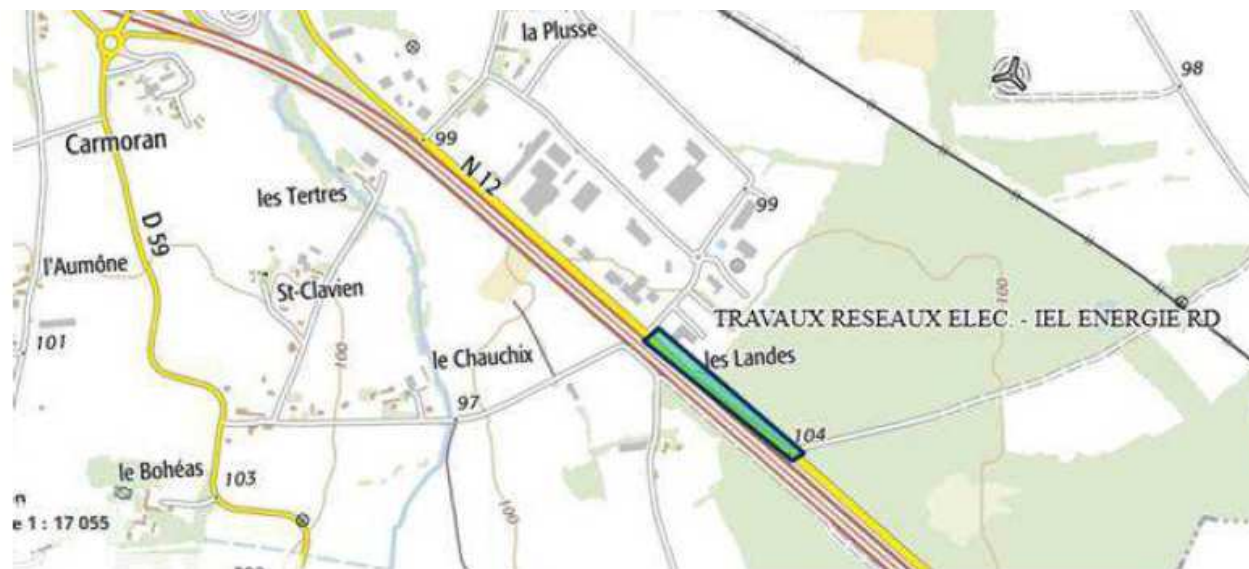 la Plusse
98
99
N 12
Carmoran
les Tertres
99
D 59
l'Aumône
St-Clavien
100
TRAVAUX RESEAUX ELEC. - IEL ENERGIE RD
101
100
le Chauchix
les Landes
97
104
le Bohéas
103
100
e 1 : 17 055